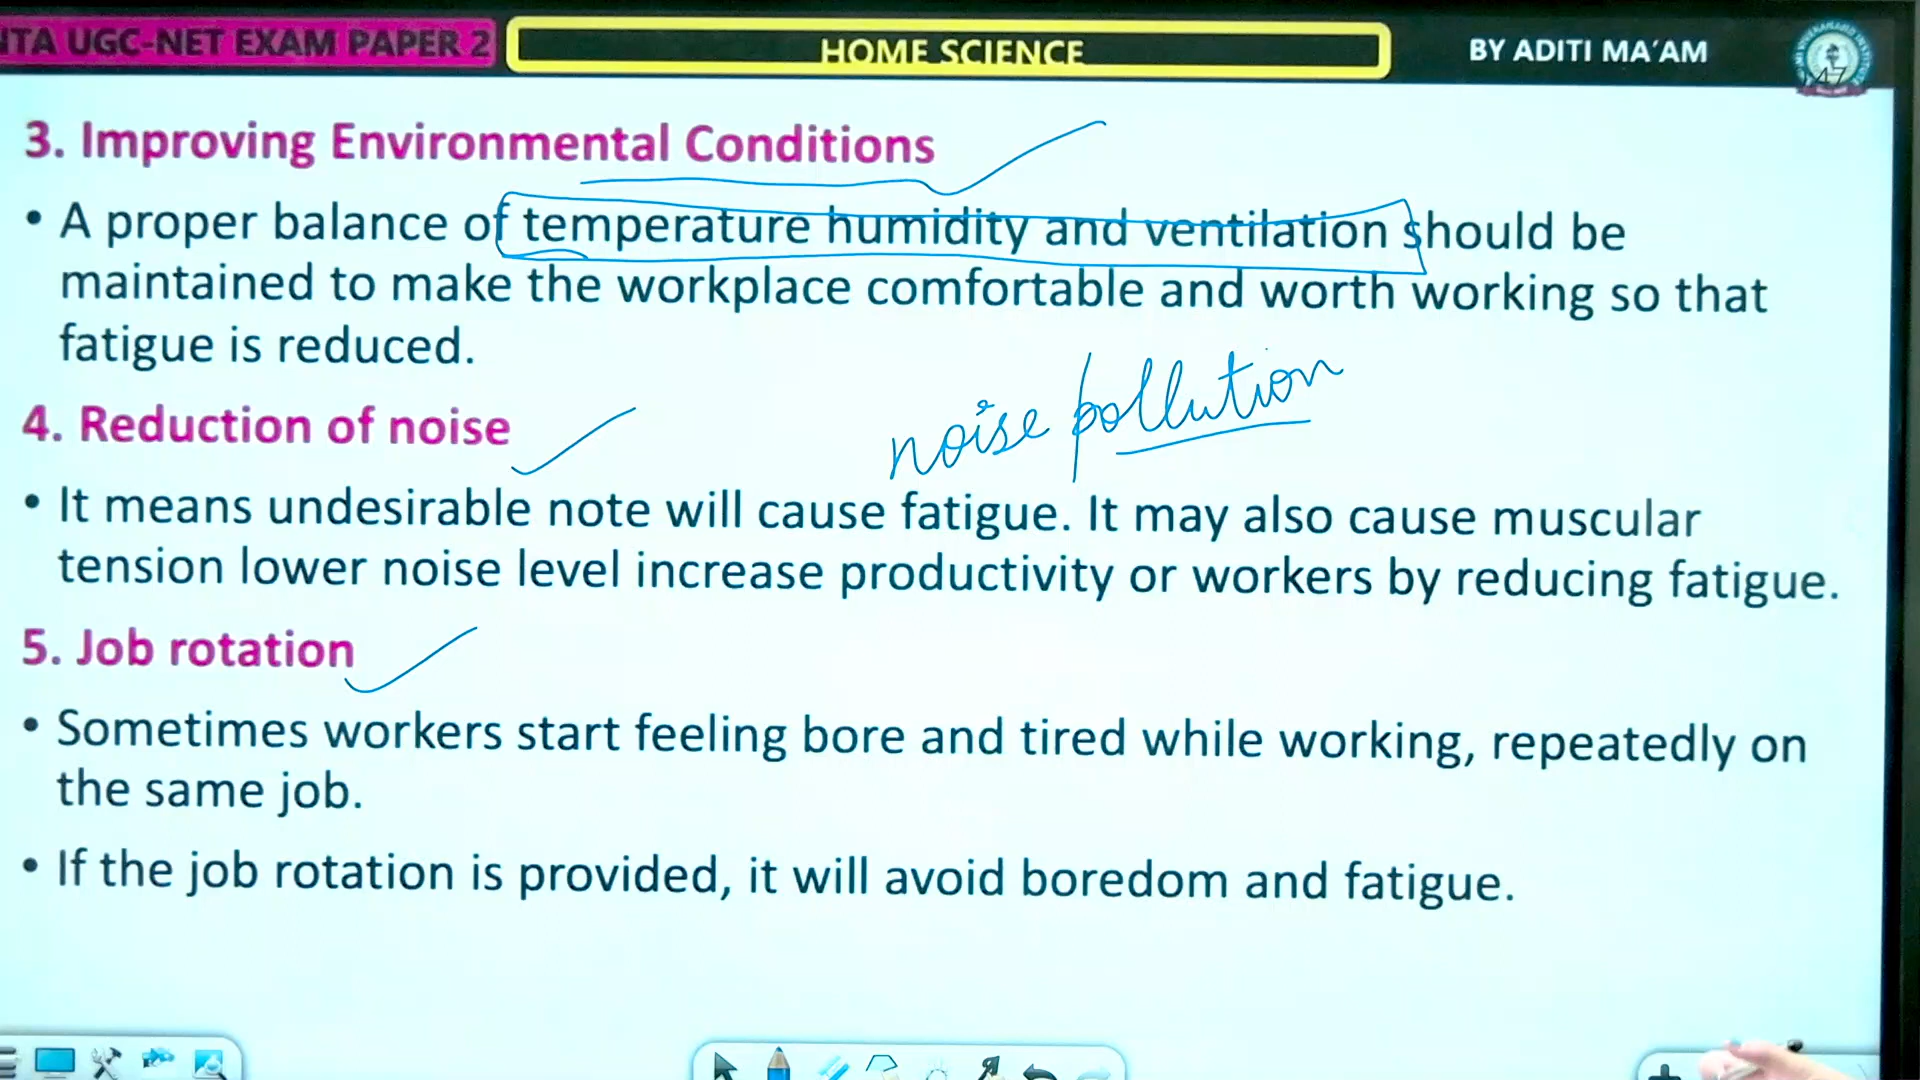 NTA UGC-NET EXAM PAPER 2
HOME SCIENCE
BY ADITI MA'AM
147
3. Improving Environmental Conditions
• A proper balance of temperature humidity and ventilation should be
maintained to make the workplace comfortable and worth working so that
fatigue is reduced.
noise pollution
4. Reduction of noise
• It means undesirable note will cause fatigue. It may also cause muscular
tension lower noise level increase productivity or workers by reducing fatigue.
5. Job rotation
• Sometimes workers start feeling bore and tired while working, repeatedly on
the same job.
• If the job rotation is provided, it will avoid boredom and fatigue.